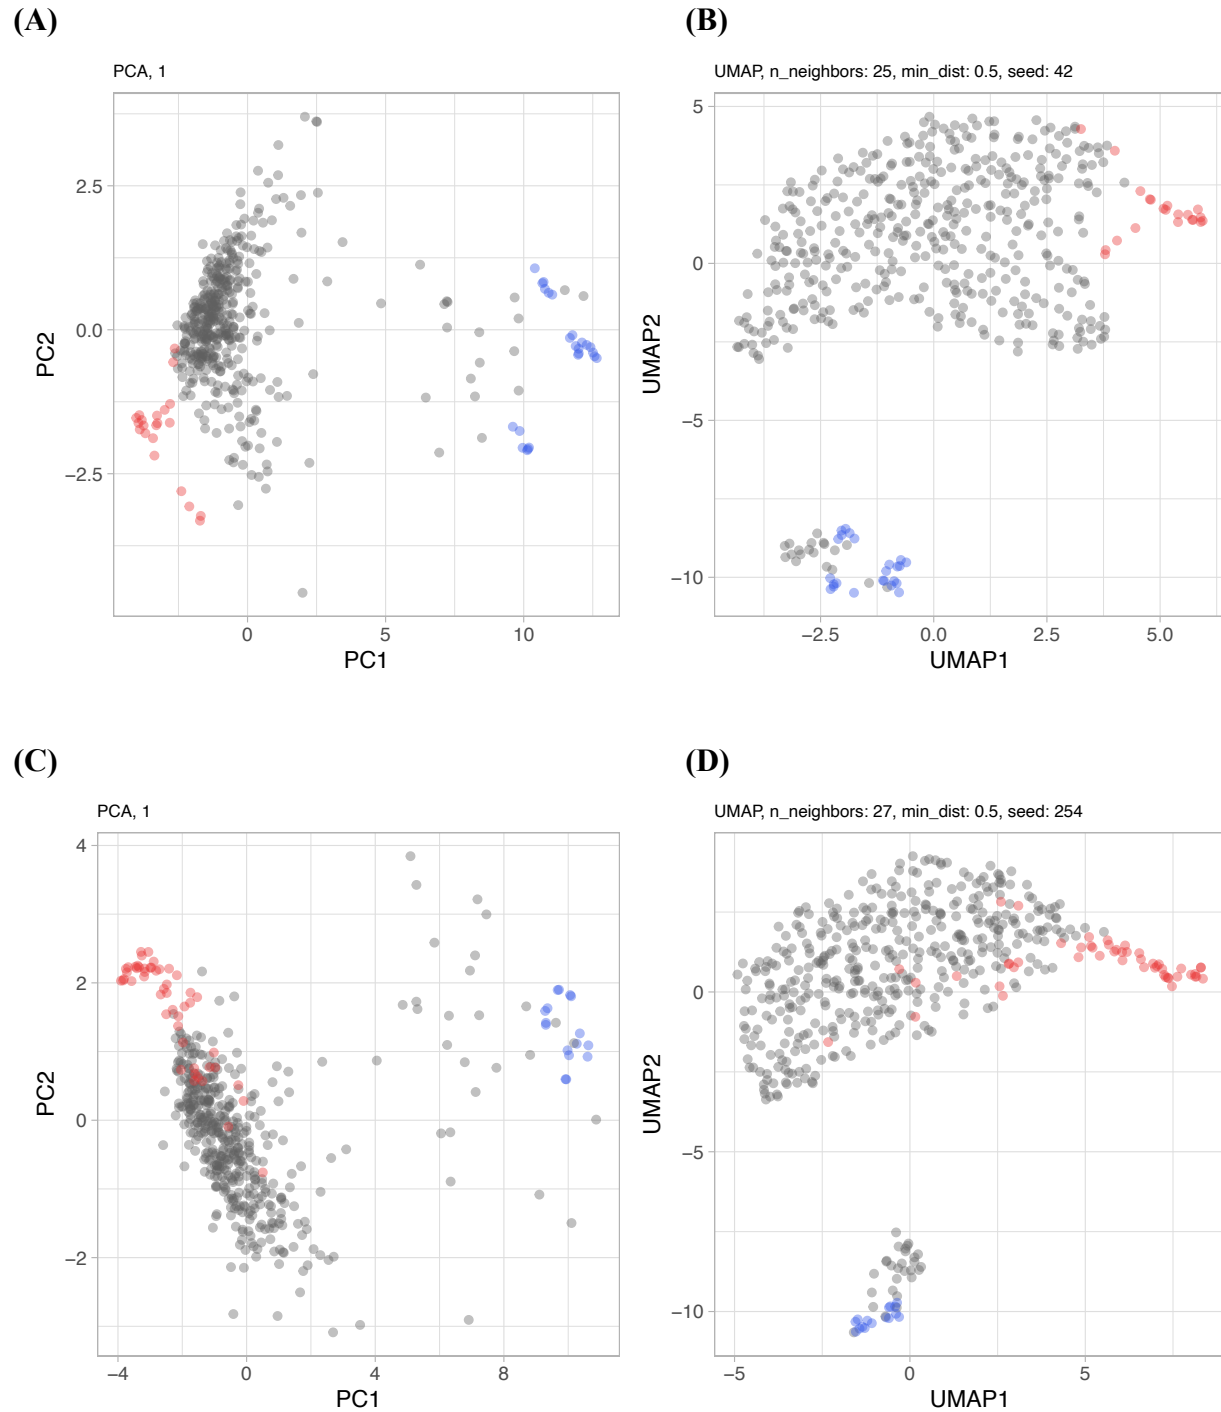 (A)
(B)
PCA, 1
UMAP, n_neighbors: 25, min_dist: 0.5, seed: 42
2.5
0.0
−2.5
PC2
0
5
10
PC1
5
0
−5
−10
UMAP2
−2.5
0.0
2.5
5.0
UMAP1
(C)
(D)
PCA, 1
UMAP, n_neighbors: 27, min_dist: 0.5, seed: 254
4
2
0
−2
PC2
−4
0
4
8
PC1
0
−5
−10
UMAP2
−5
0
5
UMAP1